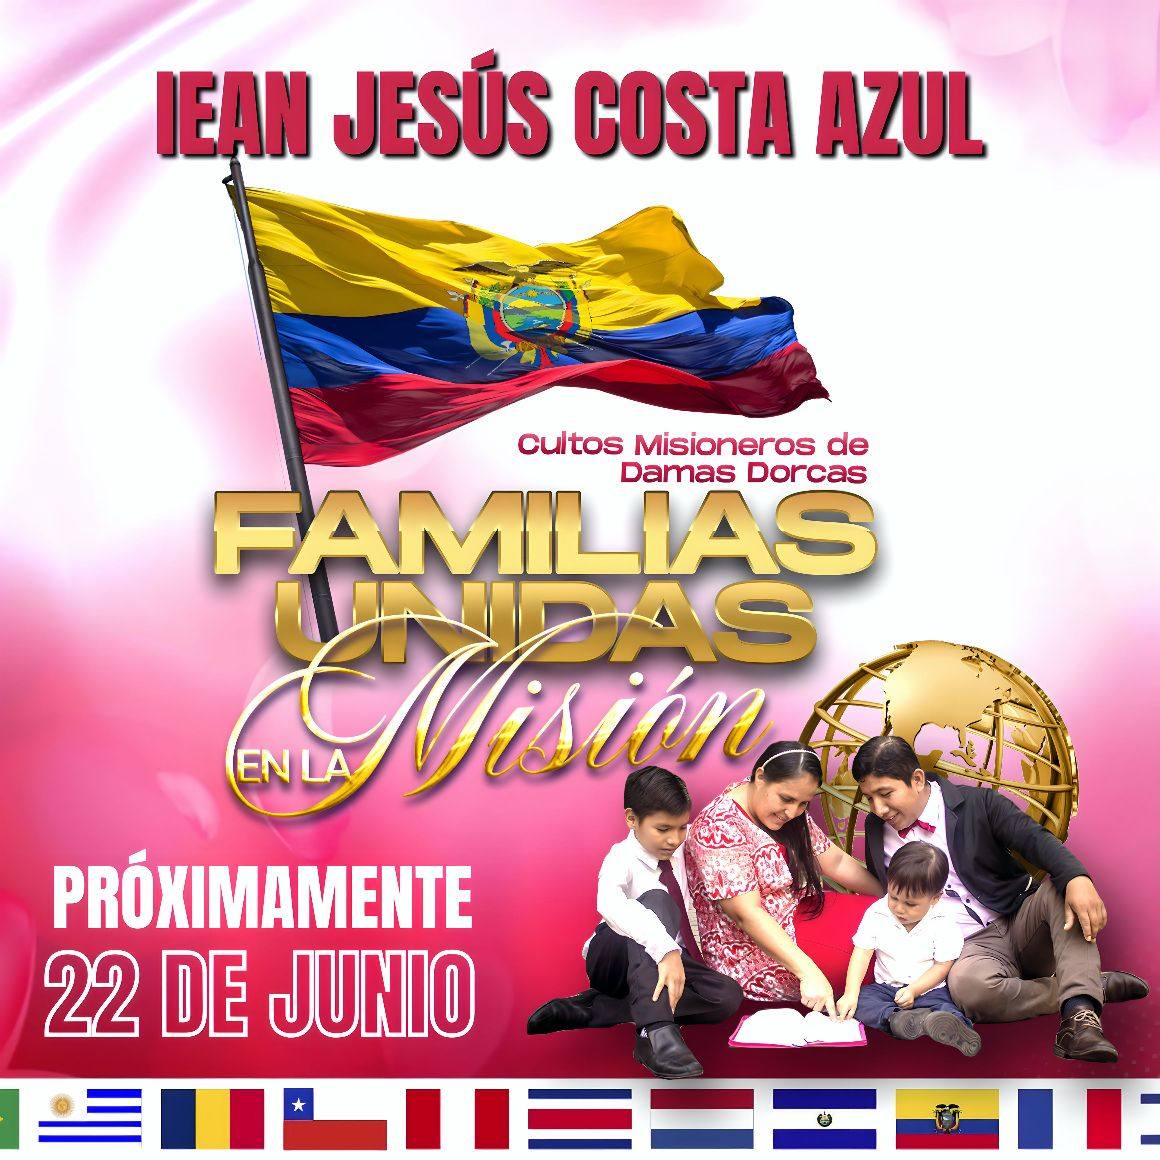 IEAN JESÚS COSTA AZUL
Cultos Misioneros de
Damas Dorcas
FAMILIAS
UNIDAS
EN LA Misión
PRÓXIMAMENTE
22 DE JUNIO